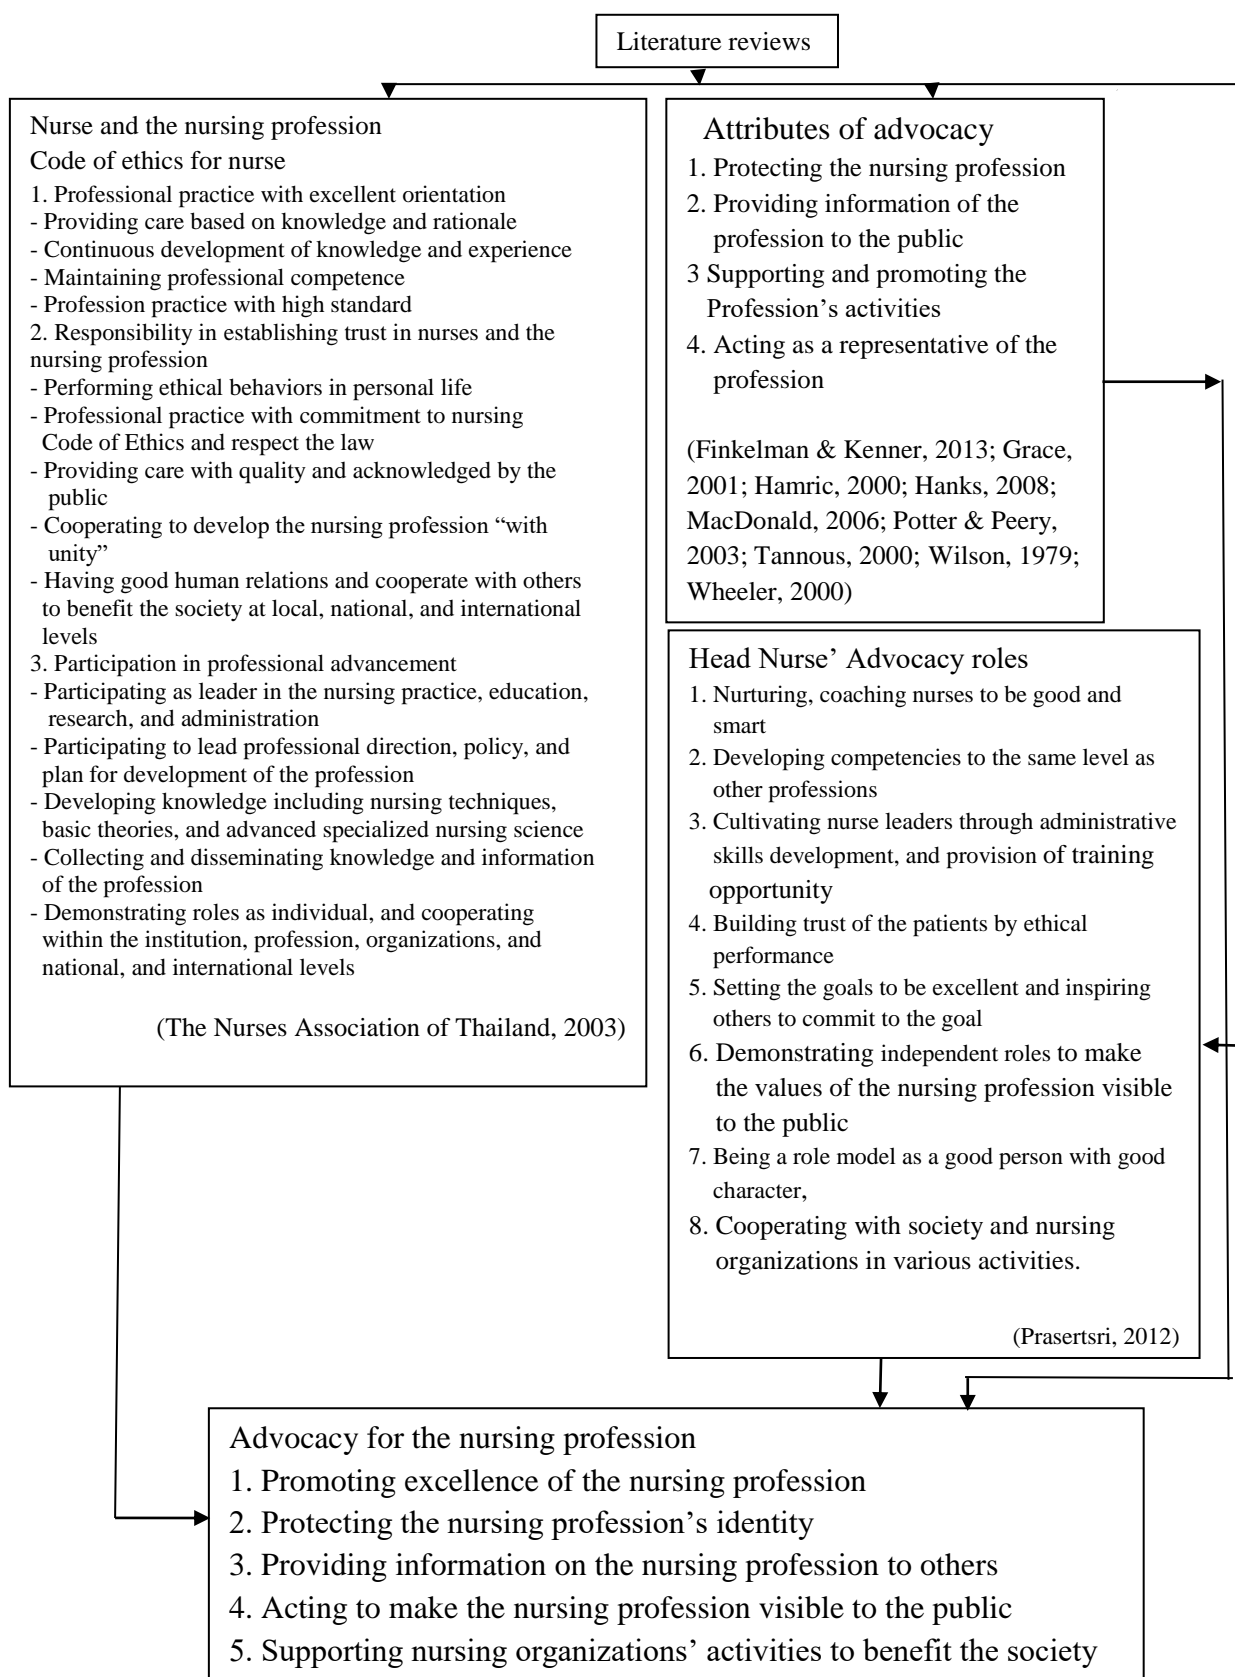 Literature reviews
Nurse and the nursing profession
Code of ethics for nurse
1. Professional practice with excellent orientation
- Providing care based on knowledge and rationale
- Continuous development of knowledge and experience
- Maintaining professional competence
- Profession practice with high standard
2. Responsibility in establishing trust in nurses and the
nursing profession
- Performing ethical behaviors in personal life
- Professional practice with commitment to nursing
Code of Ethics and respect the law
- Providing care with quality and acknowledged by the
public
- Cooperating to develop the nursing profession “with
unity”
- Having good human relations and cooperate with others
to benefit the society at local, national, and international
levels
3. Participation in professional advancement
- Participating as leader in the nursing practice, education,
research, and administration
- Participating to lead professional direction, policy, and
plan for development of the profession
- Developing knowledge including nursing techniques,
basic theories, and advanced specialized nursing science
- Collecting and disseminating knowledge and information
of the profession
- Demonstrating roles as individual, and cooperating
within the institution, profession, organizations, and
national, and international levels
(The Nurses Association of Thailand, 2003)
Attributes of advocacy
1. Protecting the nursing profession
2. Providing information of the
profession to the public
3 Supporting and promoting the
Profession’s activities
4. Acting as a representative of the
profession
(Finkelman & Kenner, 2013; Grace,
2001; Hamric, 2000; Hanks, 2008;
MacDonald, 2006; Potter & Peery,
2003; Tannous, 2000; Wilson, 1979;
Wheeler, 2000)
Head Nurse’ Advocacy roles
1. Nurturing, coaching nurses to be good and
smart
2. Developing competencies to the same level as
other professions
3. Cultivating nurse leaders through administrative
skills development, and provision of training
opportunity
4. Building trust of the patients by ethical
performance
5. Setting the goals to be excellent and inspiring
others to commit to the goal
6. Demonstrating independent roles to make
the values of the nursing profession visible
to the public
7. Being a role model as a good person with good
character,
8. Cooperating with society and nursing
organizations in various activities.
(Prasertsri, 2012)
Advocacy for the nursing profession
1. Promoting excellence of the nursing profession
2. Protecting the nursing profession’s identity
3. Providing information on the nursing profession to others
4. Acting to make the nursing profession visible to the public
5. Supporting nursing organizations’ activities to benefit the society